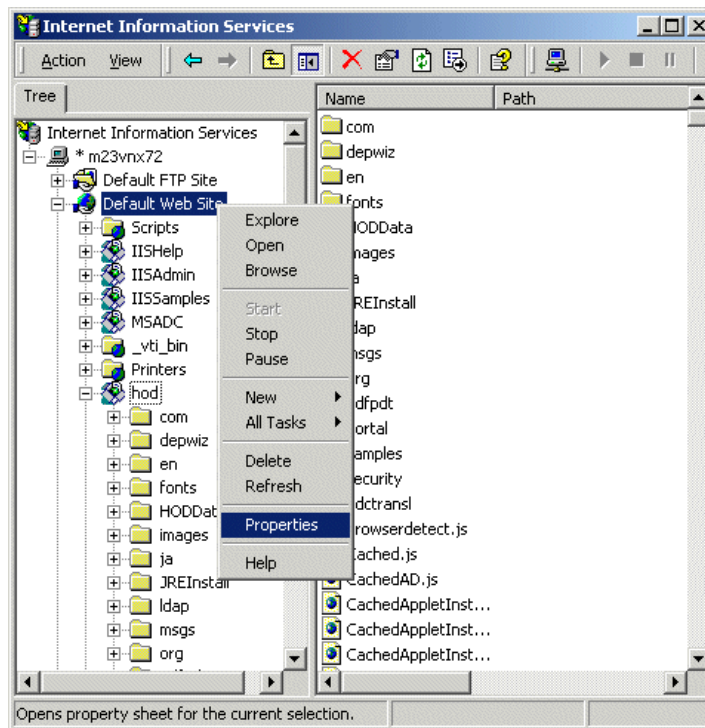 Internet Information Services
Action View
Tree
Name Path
Internet Information Services
* m23vnx72
Default FTP Site
Default Web Site
Scripts
IISHelp
IISAdmin
IISSamples
MSADC
_vti_bin
Printers
hod
com
depwiz
en
fonts
HODDat
images
ja
JREInstall
ldap
msgs
org
Explore
Open
Browse
Start
Stop
Pause
New
All Tasks
Delete
Refresh
Properties
Help
com
depwiz
en
fonts
HODData
mages
a
REInstall
dap
nsgs
rg
dfpdt
ortal
amples
ecurity
dctransl
rowserdetect.js
ached.js
CachedAD.js
CachedAppletInst...
CachedAppletInst...
CachedAppletInst...
Opens property sheet for the current selection.